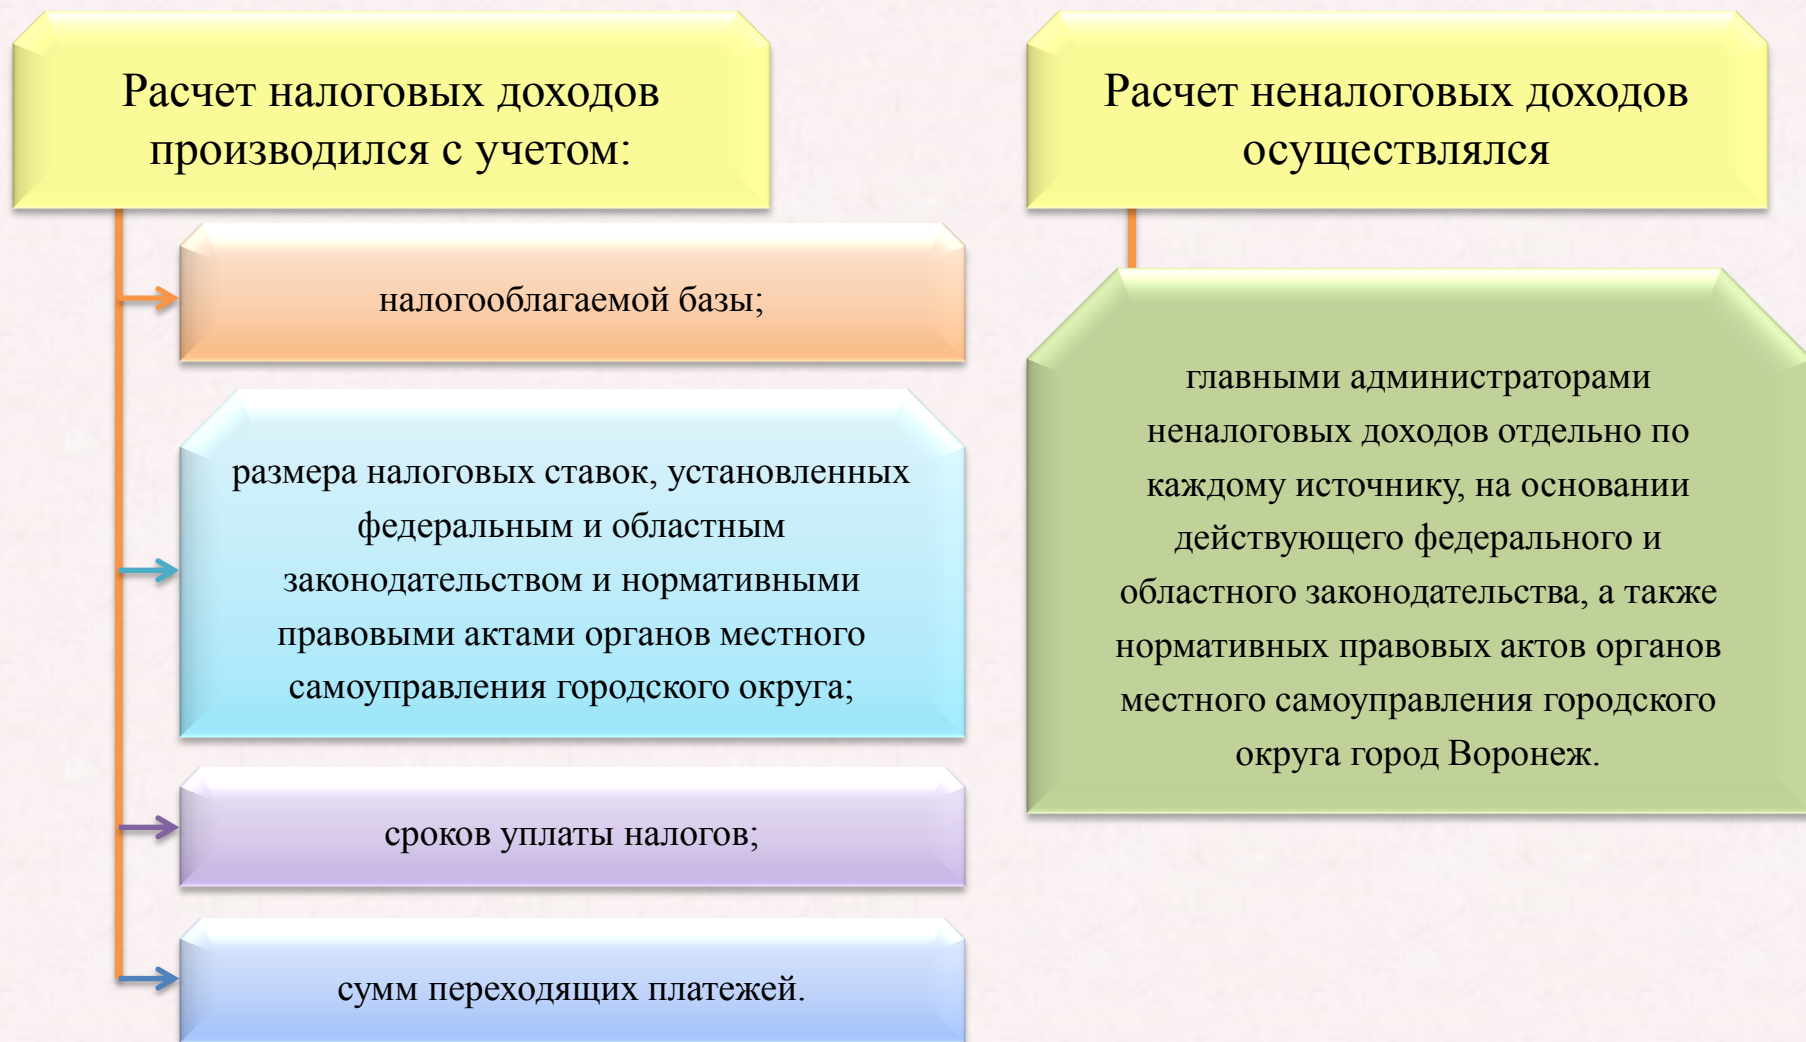 Расчет налоговых доходов
производился с учетом:
налогооблагаемой базы;
размера налоговых ставок, установленных
федеральным и областным
законодательством и нормативными
правовыми актами органов местного
самоуправления городского округа;
сроков уплаты налогов;
сумм переходящих платежей.
Расчет неналоговых доходов
осуществлялся
главными администраторами
неналоговых доходов отдельно по
каждому источнику, на основании
действующего федерального и
областного законодательства, а также
нормативных правовых актов органов
местного самоуправления городского
округа город Воронеж.